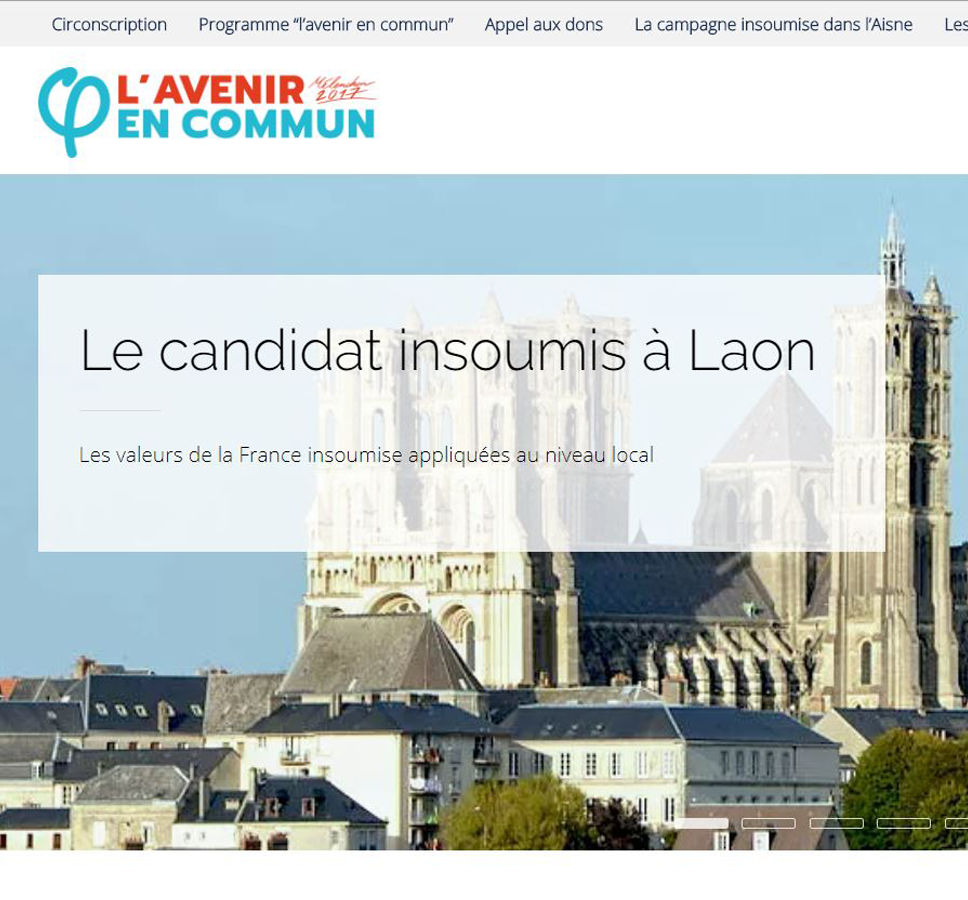 Circonscription Programme “l’avenir en commun” Appel aux dons La campagne insoumise dans l’Aisne Les
L’AVENIR Mélenchon
2017
EN COMMUN
Le candidat insoumis à Laon
Les valeurs de la France insoumise appliquées au niveau local